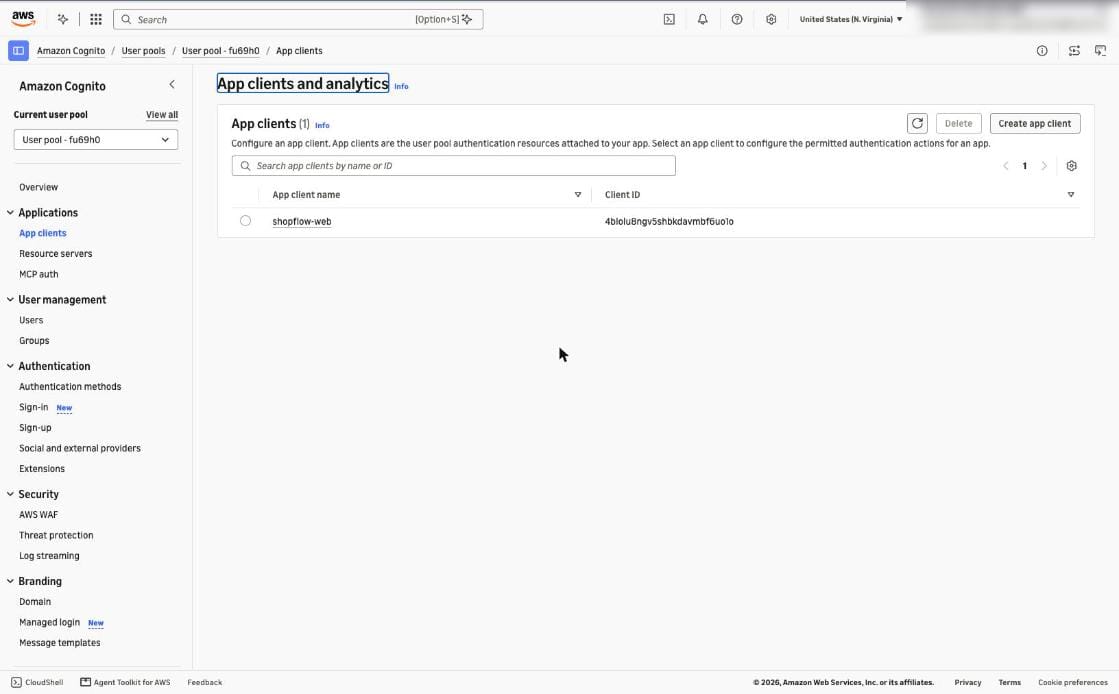 aws
Search [Option+S]
United States (N. Virginia)
Amazon Cognito / User pools / User pool - fu69h0 / App clients
Amazon Cognito
Current user pool View all
User pool - fu69h0
Overview
Applications
App clients
Resource servers
MCP auth
User management
Users
Groups
Authentication
Authentication methods
Sign-in New
Sign-up
Social and external providers
Extensions
Security
AWS WAF
Threat protection
Log streaming
Branding
Domain
Managed login New
Message templates
App clients and analytics Info
App clients (1) Info
Delete
Create app client
Configure an app client. App clients are the user pool authentication resources attached to your app. Select an app client to configure the permitted authentication actions for an app.
Search app clients by name or ID
1
App client name Client ID
shopflow-web
CloudShell Agent Toolkit for AWS Feedback
© 2026, Amazon Web Services, Inc. or its affiliates. Privacy Terms Cookie preferences